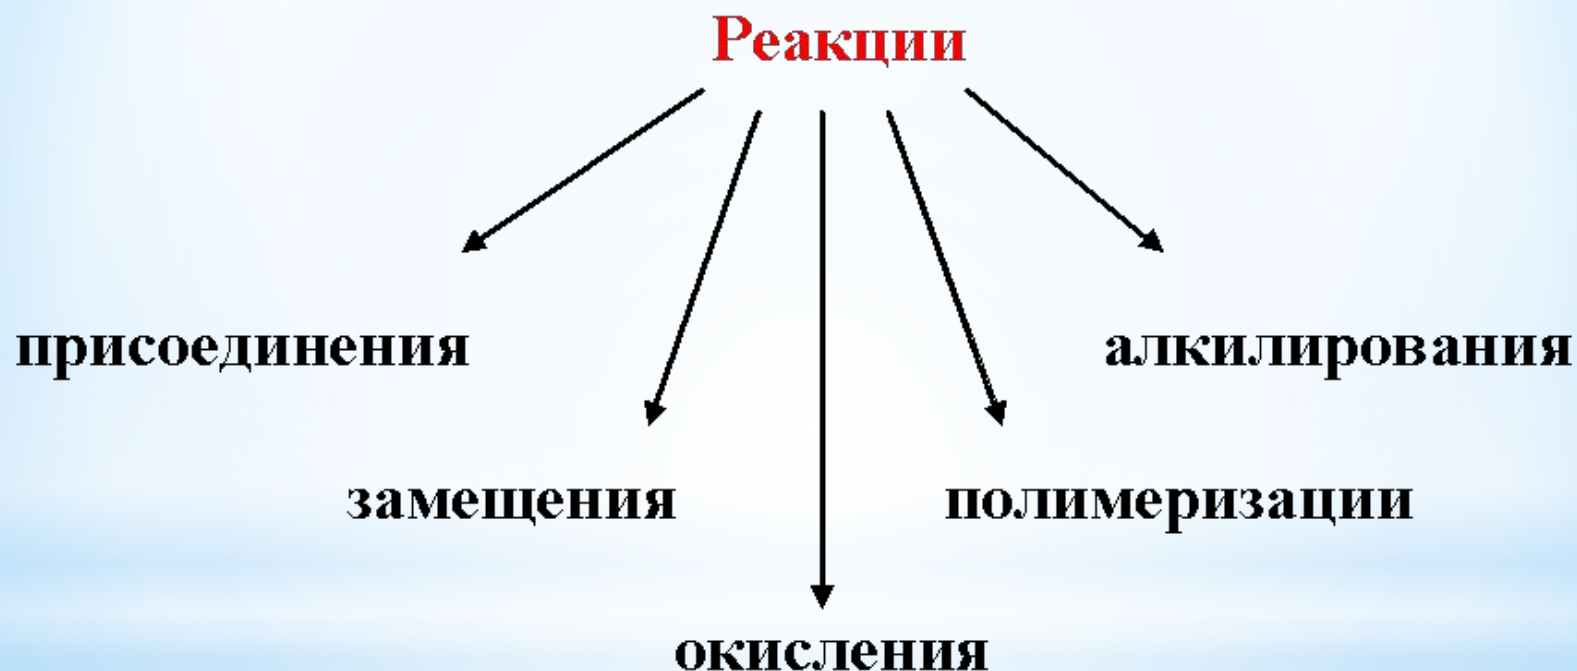 Реакции
присоединения
алкилирования
замещения
полимеризации
окисления